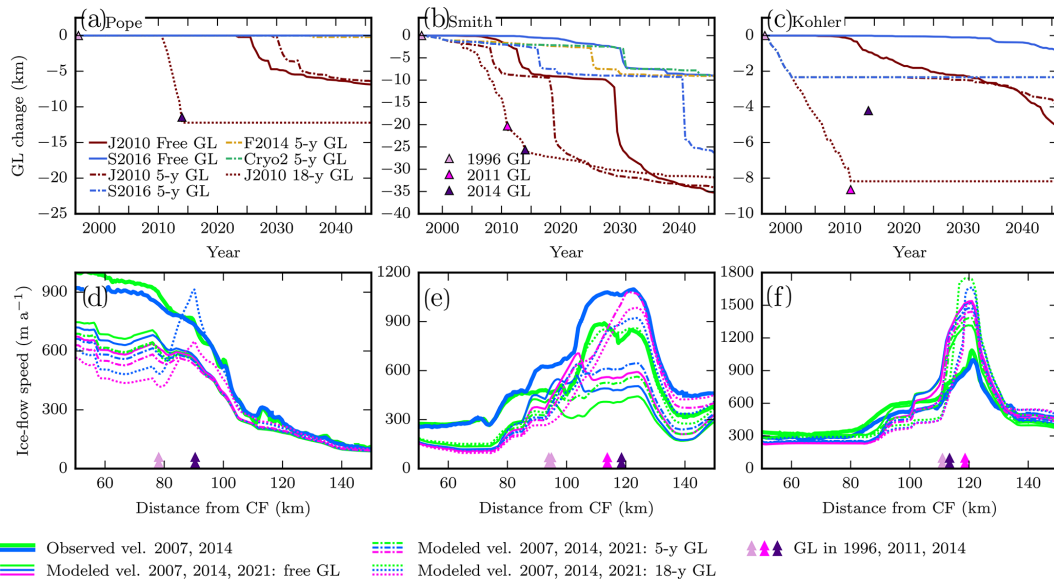 (a) Pope
(b) Smith
(c) Kohler
GL change (km)
0
−5
−10
−15
−20
−25
J2010 Free GL
S2016 Free GL
J2010 5-y GL
S2016 5-y GL
F2014 5-y GL
Cryo2 5-y GL
J2010 18-y GL
2000 2010 2020 2030 2040
Year
0
−5
−10
−15
−20
−25
−30
−35
−40
1996 GL
2011 GL
2014 GL
2000 2010 2020 2030 2040
Year
0
−2
−4
−6
−8
−10
2000 2010 2020 2030 2040
Year
(d)
(e)
(f)
Ice-flow speed (m a⁻¹)
900
600
300
0
60 80 100 120 140
Distance from CF (km)
1200
900
600
300
0
60 80 100 120 140
Distance from CF (km)
1800
1500
1200
900
600
300
0
60 80 100 120 140
Distance from CF (km)
Observed vel. 2007, 2014
Modeled vel. 2007, 2014, 2021: free GL
Modeled vel. 2007, 2014, 2021: 5-y GL
Modeled vel. 2007, 2014, 2021: 18-y GL
GL in 1996, 2011, 2014